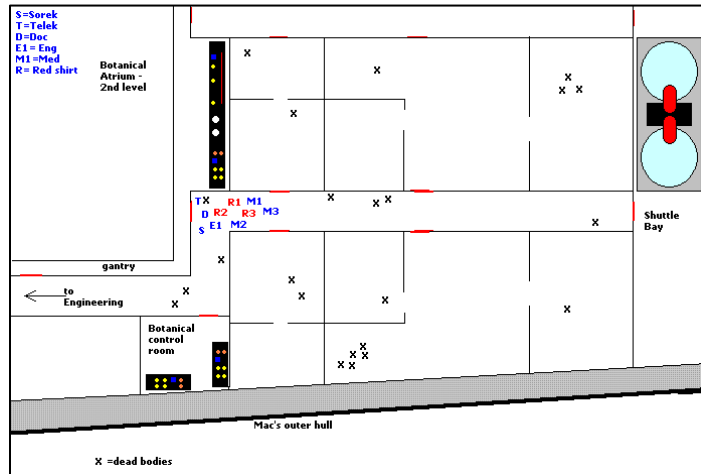 S=Sorek
T=Telek
D=Doc
E1= Eng
M1=Med
R= Red shirt
Botanical
Atrium -
2nd level
X
X
X
X
X X
X
T X R1 M1
D R2 R3 M3
S E1 M2
X
X X
X
Shuttle
Bay
gantry
X
to
Engineering
X
X
X
X
X
X
Botanical
control
room
X
X X
X X
Mac's outer hull
X =dead bodies